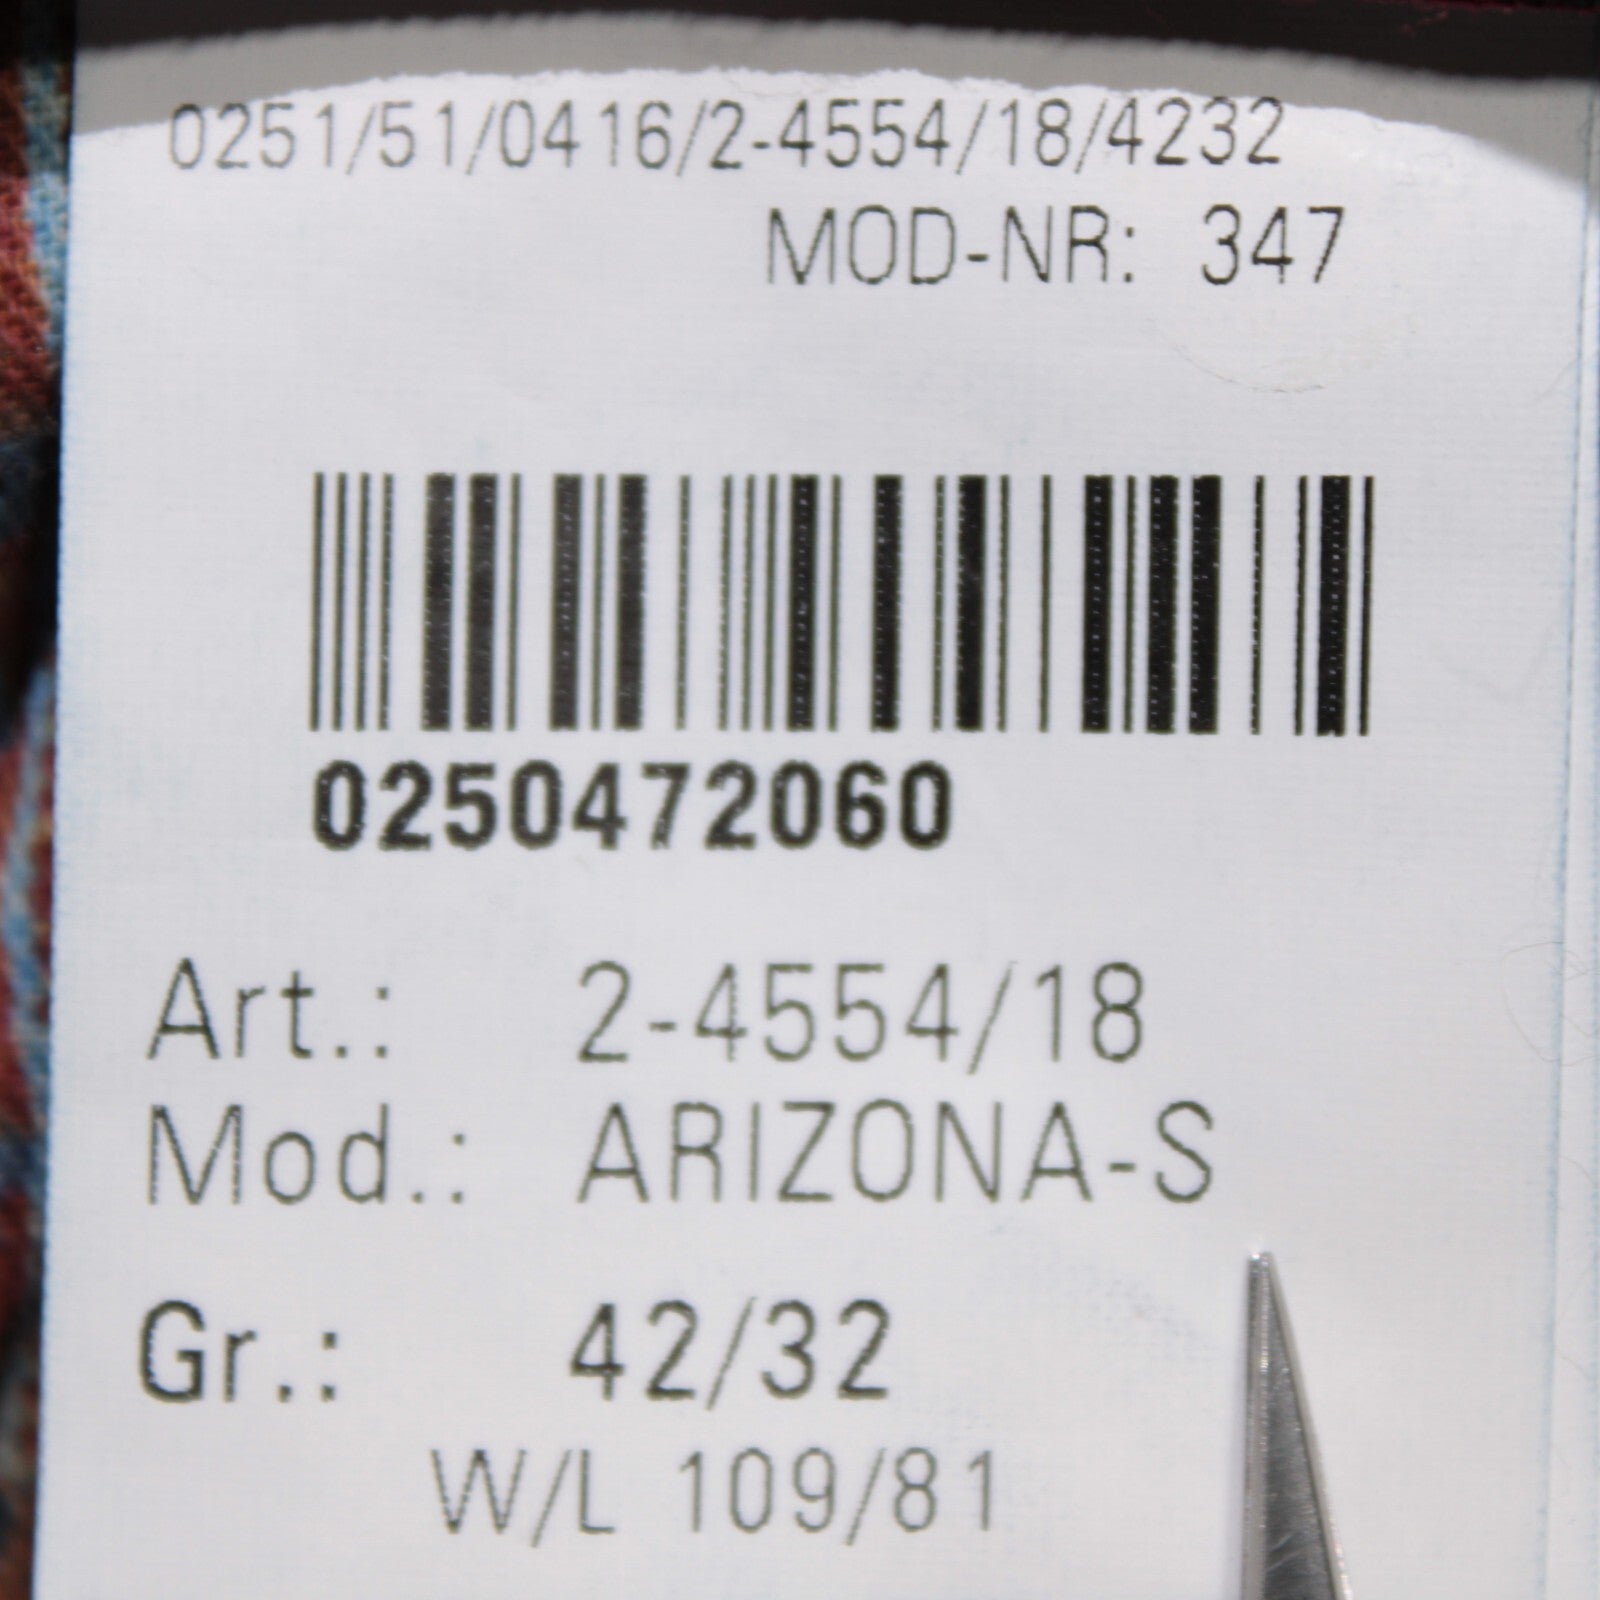 0251/51/0416/2-4554/18/4232
MOD-NR: 347
0250472060
Art.: 2-4554/18
Mod.: ARIZONA-S
Gr.: 42/32
W/L 109/81